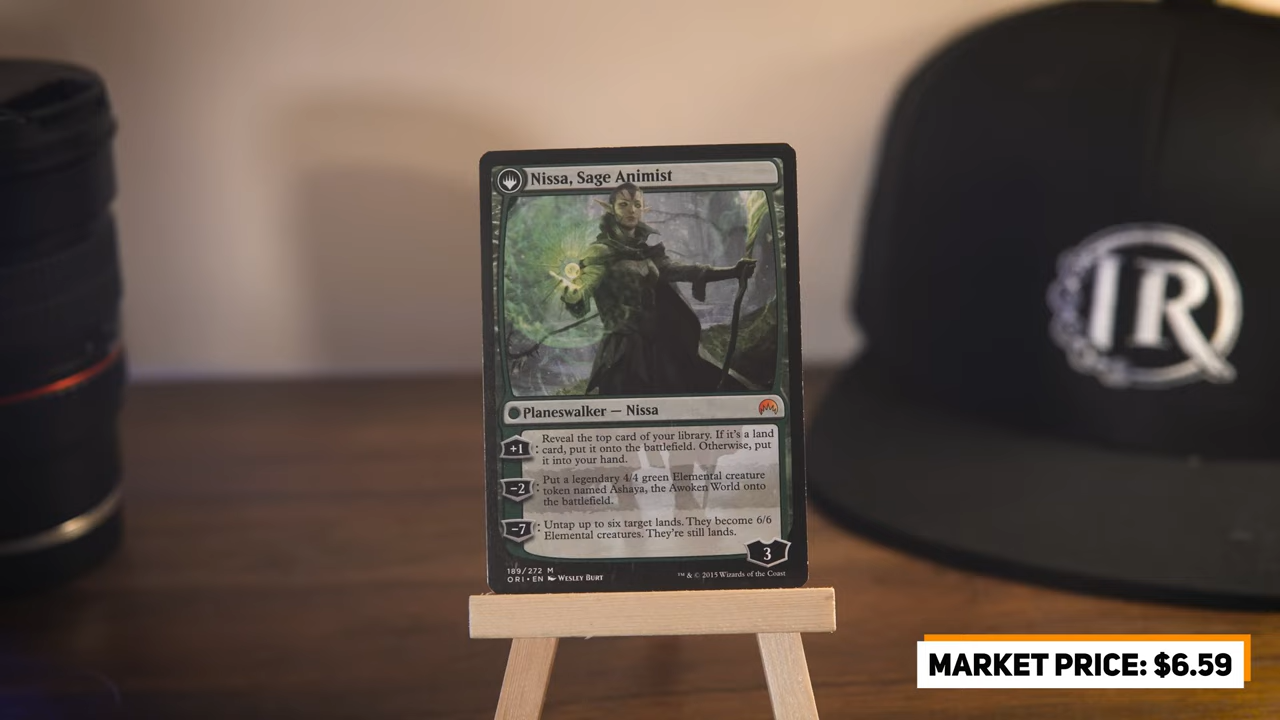 Nissa, Sage Animist
Planeswalker — Nissa
+1: Reveal the top card of your library. If it's a land
card, put it onto the battlefield. Otherwise, put
it into your hand.
−2: Put a legendary 4/4 green Elemental creature
token named Ashaya, the Awoken World onto
the battlefield.
−7: Untap up to six target lands. They become 6/6
Elemental creatures. They're still lands.
3
189/272 M
ORI • EN Wesley Burt
™ & © 2015 Wizards of the Coast
IR
MARKET PRICE: $6.59